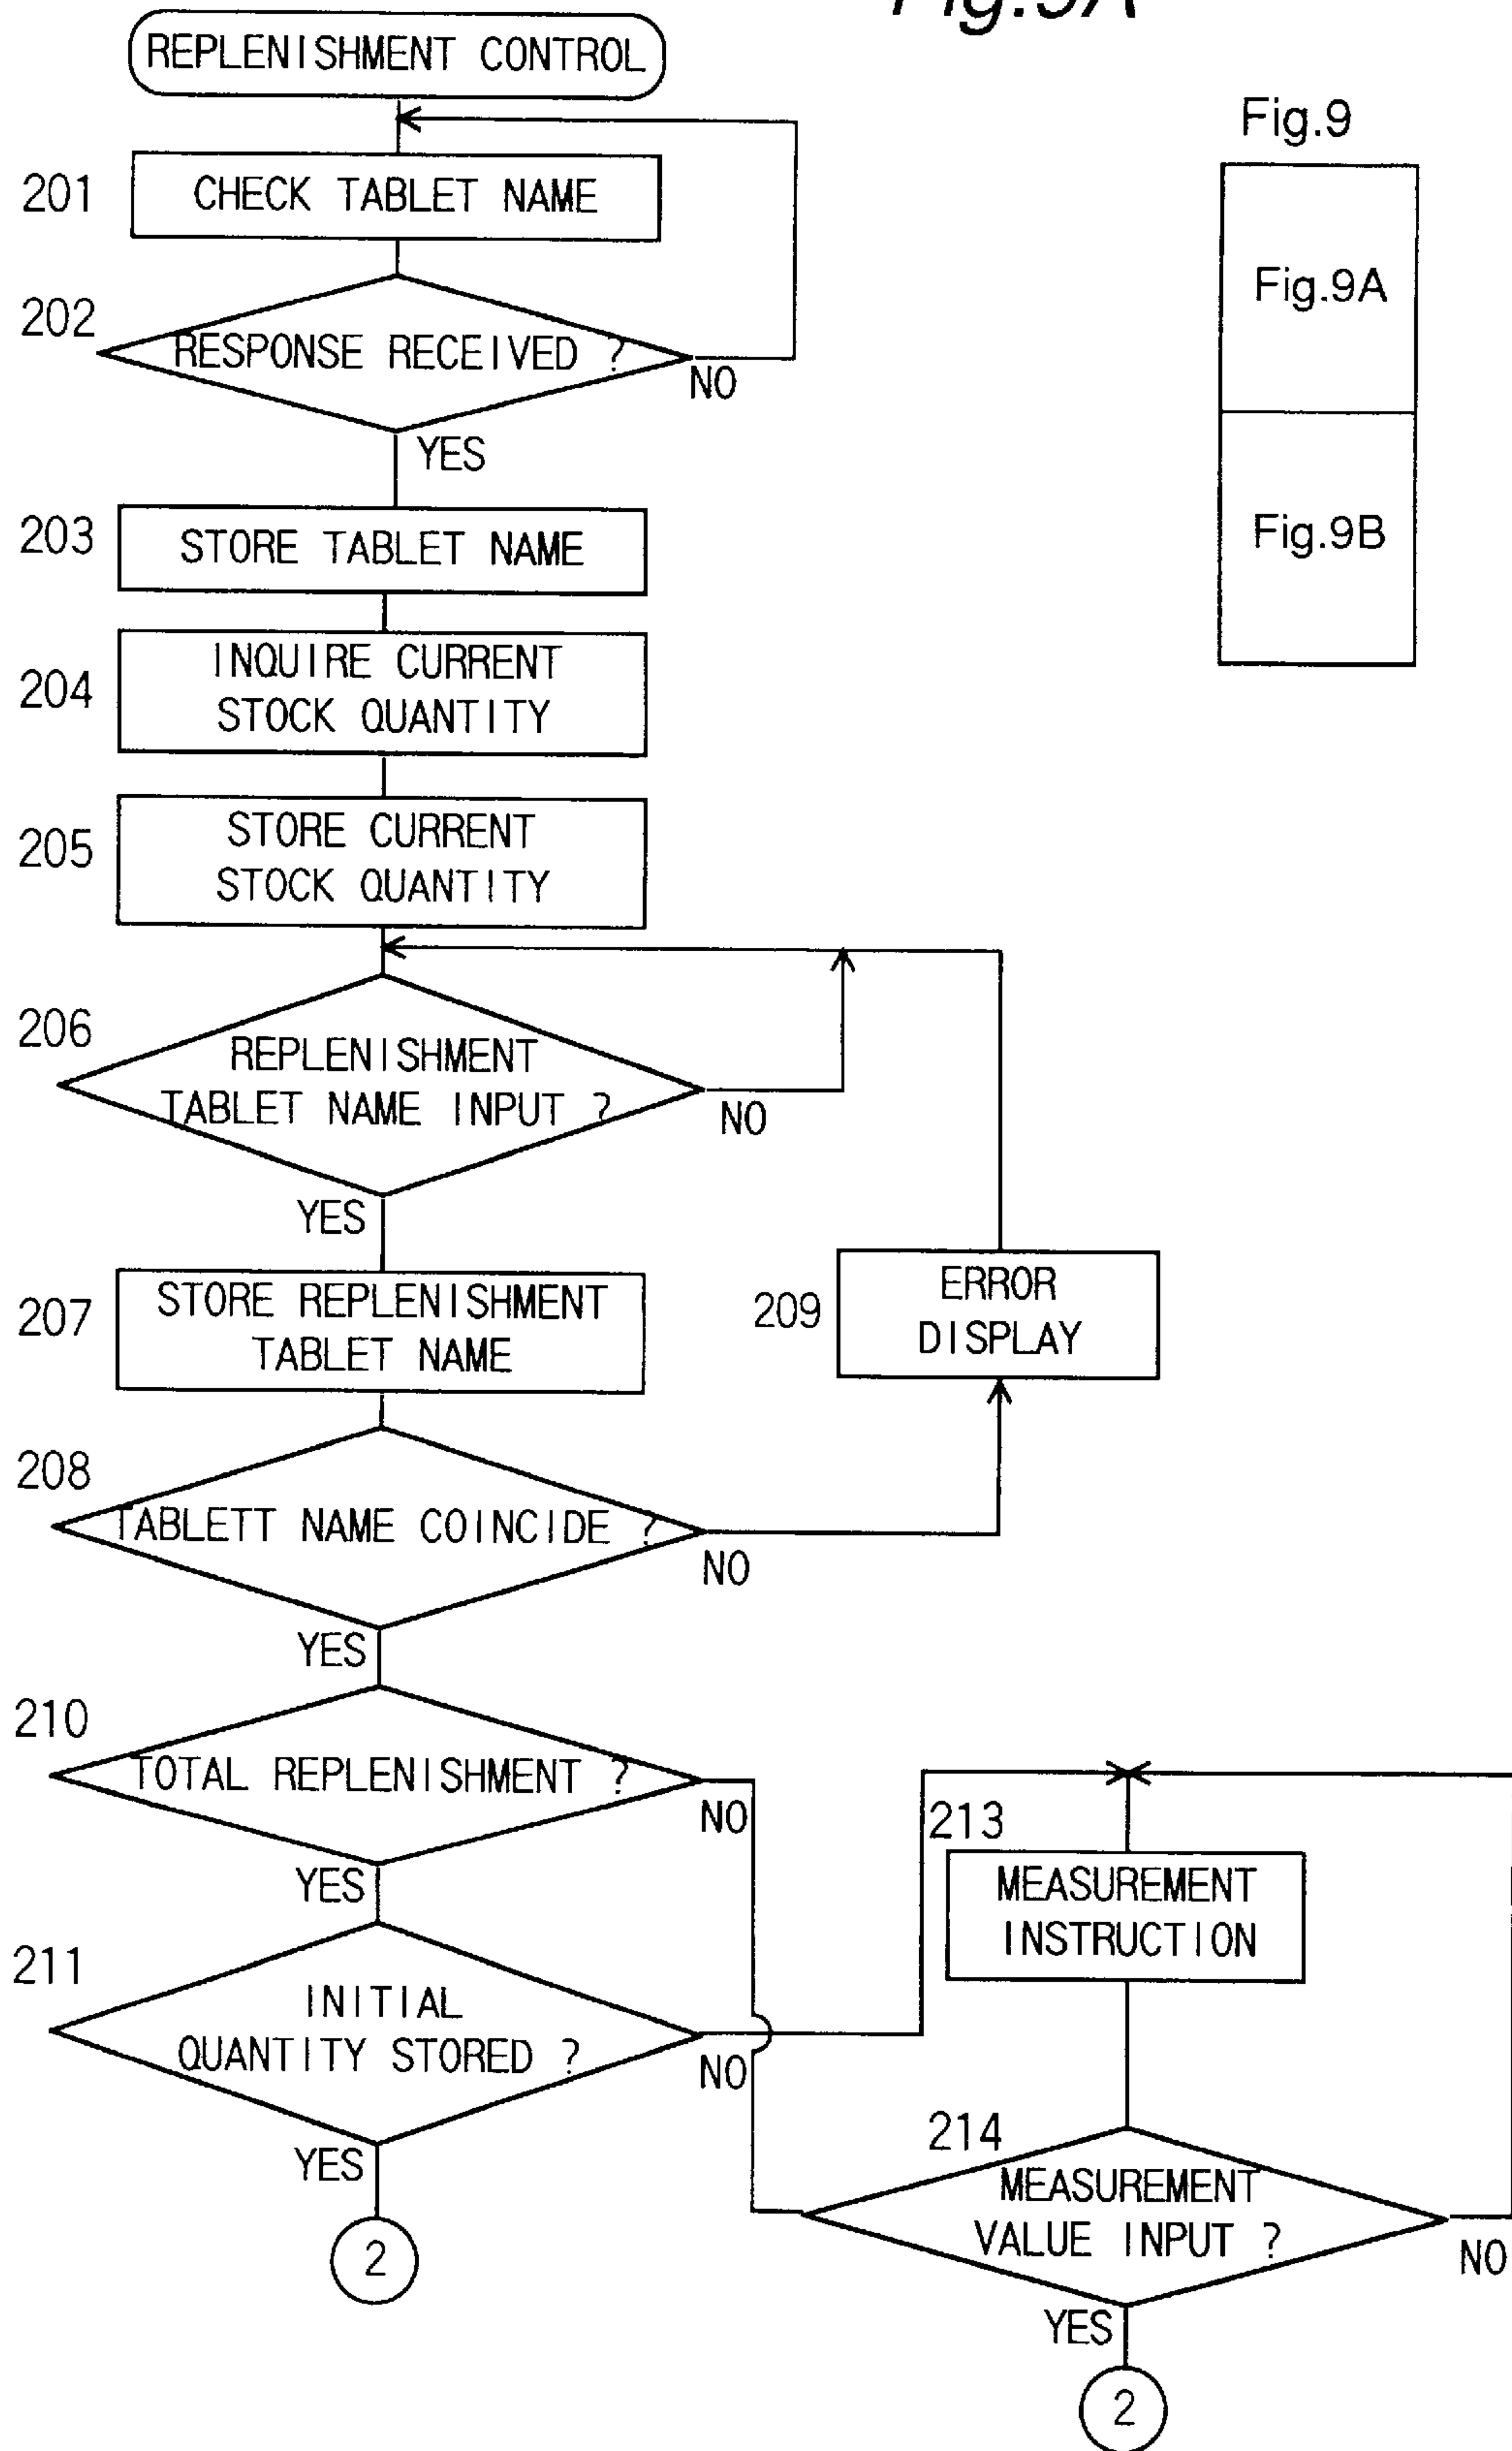 Fig.9A
REPLENISHMENT CONTROL
Fig.9
Fig.9A
Fig.9B
201
CHECK TABLET NAME
202
RESPONSE RECEIVED ?
NO
YES
203
STORE TABLET NAME
204
INQUIRE CURRENT
STOCK QUANTITY
205
STORE CURRENT
STOCK QUANTITY
206
REPLENISHMENT
TABLET NAME INPUT ?
NO
YES
207
STORE REPLENISHMENT
TABLET NAME
209
ERROR
DISPLAY
208
TABLETT NAME COINCIDE ?
NO
YES
210
TOTAL REPLENISHMENT ?
NO
YES
211
INITIAL
QUANTITY STORED ?
NO
YES
2
213
MEASUREMENT
INSTRUCTION
214
MEASUREMENT
VALUE INPUT ?
NO
YES
2